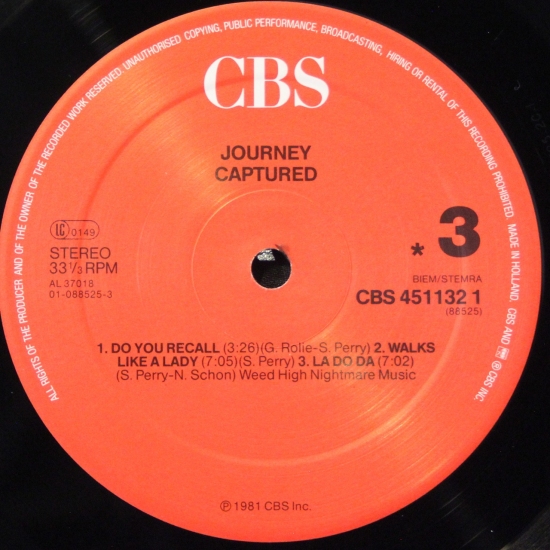 ALL RIGHTS OF THE PRODUCER AND OF THE OWNER OF THE RECORDED WORK RESERVED. UNAUTHORISED COPYING, PUBLIC PERFORMANCE, BROADCASTING, HIRING OR RENTAL OF THIS RECORDING PROHIBITED. MADE IN HOLLAND. CBS AND ® CBS INC.
CBS
JOURNEY
CAPTURED
LC 0149
STEREO
33 1/3 RPM
AL 37018
01-088525-3
* 3
BIEM/STEMRA
CBS 451132 1
(88525)
1. DO YOU RECALL (3:26)(G. Rolie-S. Perry) 2. WALKS
LIKE A LADY (7:05)(S. Perry) 3. LA DO DA (7:02)
(S. Perry-N. Schon) Weed High Nightmare Music
℗ 1981 CBS Inc.